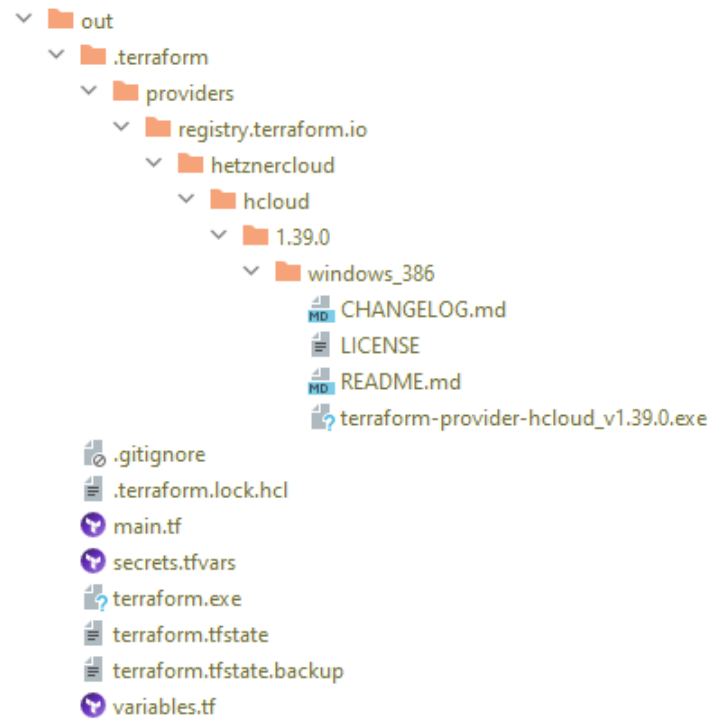 out
.terraform
providers
registry.terraform.io
hetznercloud
hcloud
1.39.0
windows_386
MD CHANGELOG.md
LICENSE
MD README.md
? terraform-provider-hcloud_v1.39.0.exe
.gitignore
.terraform.lock.hcl
main.tf
secrets.tfvars
? terraform.exe
terraform.tfstate
terraform.tfstate.backup
variables.tf